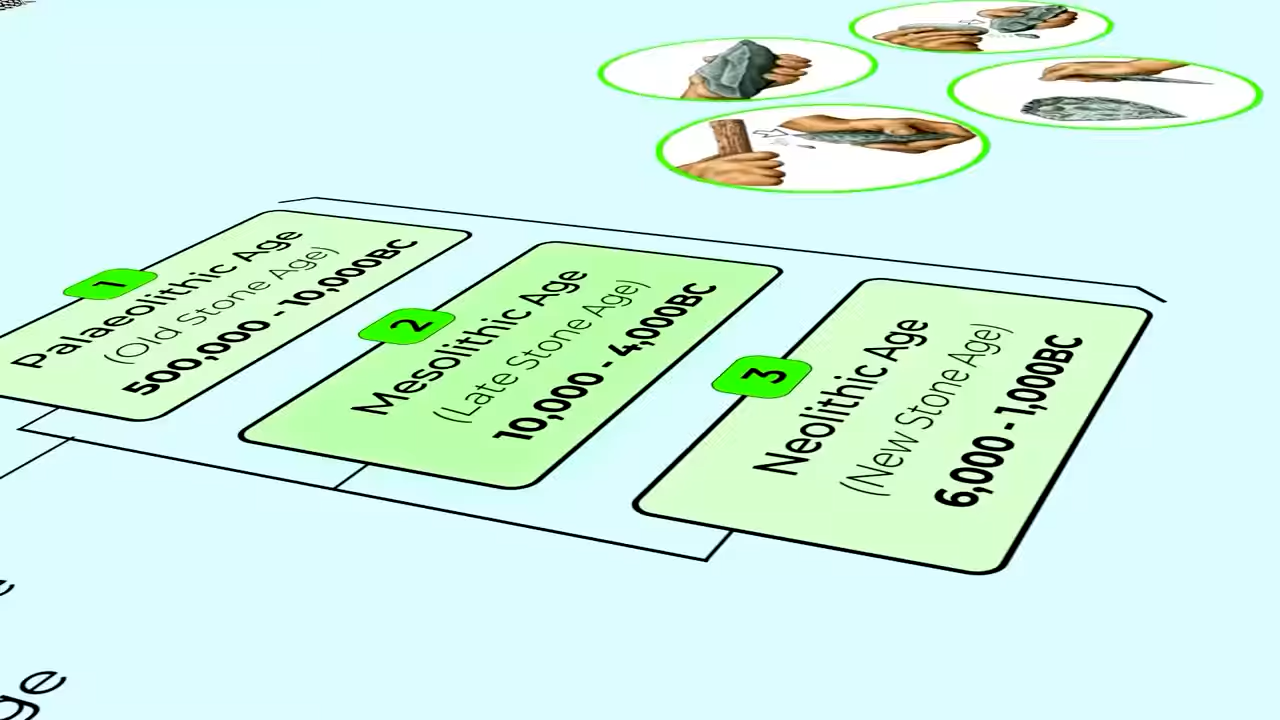 1
Palaeolithic Age
(Old Stone Age)
500,000 - 10,000BC
2
Mesolithic Age
(Late Stone Age)
10,000 - 4,000BC
3
Neolithic Age
(New Stone Age)
6,000 - 1,000BC